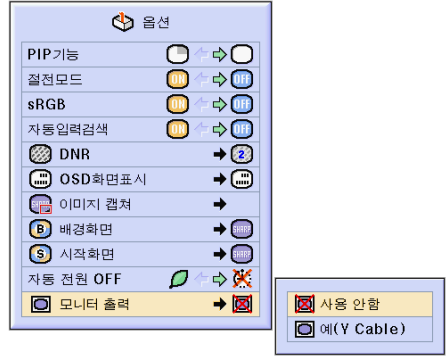 옵션
PIP기능
절전모드 ON OFF
sRGB ON OFF
자동입력검색 ON OFF
DNR 2
OSD화면표시
이미지 캡쳐
B 배경화면 SHARP
S 시작화면 SHARP
자동 전원 OFF
모니터 출력
사용 안함
예(Y Cable)